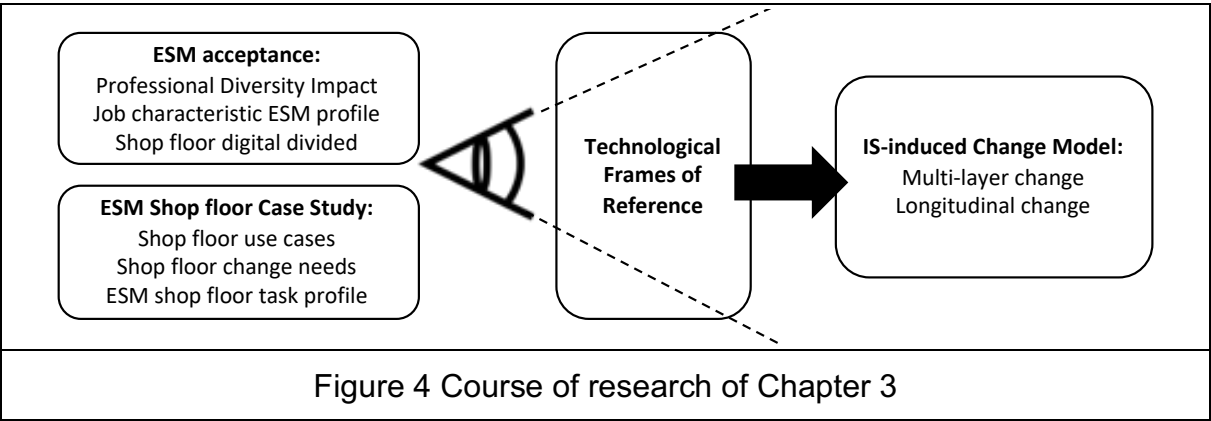 ESM acceptance:
Professional Diversity Impact
Job characteristic ESM profile
Shop floor digital divided
ESM Shop floor Case Study:
Shop floor use cases
Shop floor change needs
ESM shop floor task profile
Technological
Frames of
Reference
IS-induced Change Model:
Multi-layer change
Longitudinal change
Figure 4 Course of research of Chapter 3